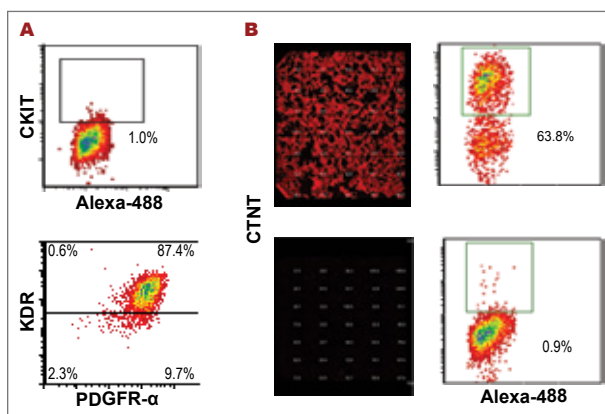 A
CKIT
1.0%
Alexa-488
0.6%
87.4%
KDR
2.3%
9.7%
PDGFR-α
B
CTNT
63.8%
0.9%
Alexa-488